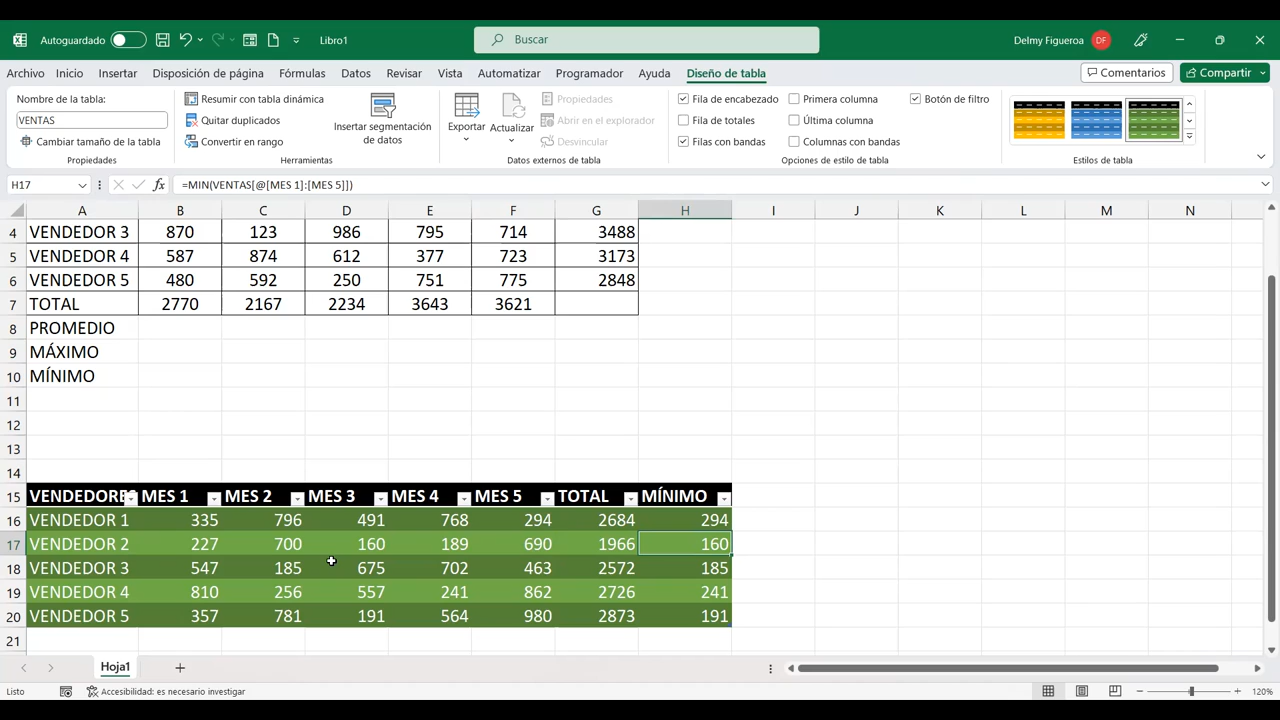 Autoguardado Libro1 Buscar Delmy Figueroa DF
Archivo Inicio Insertar Disposición de página Fórmulas Datos Revisar Vista Automatizar Programador Ayuda Diseño de tabla Comentarios Compartir
Nombre de la tabla:
VENTAS
Cambiar tamaño de la tabla
Propiedades
Resumir con tabla dinámica
Quitar duplicados
Convertir en rango
Insertar segmentación
de datos
Herramientas
Exportar
Actualizar
Propiedades
Abrir en el explorador
Desvincular
Datos externos de tabla
Fila de encabezado Primera columna Botón de filtro
Fila de totales Última columna
Filas con bandas Columnas con bandas
Opciones de estilo de tabla
Estilos de tabla
H17 fx =MIN(VENTAS[@[MES 1]:[MES 5]])
A B C D E F G H I J K L M N
4 VENDEDOR 3 870 123 986 795 714 3488
5 VENDEDOR 4 587 874 612 377 723 3173
6 VENDEDOR 5 480 592 250 751 775 2848
7 TOTAL 2770 2167 2234 3643 3621
8 PROMEDIO
9 MÁXIMO
10 MÍNIMO
11
12
13
14
15 VENDEDORES MES 1 MES 2 MES 3 MES 4 MES 5 TOTAL MÍNIMO
16 VENDEDOR 1 335 796 491 768 294 2684 294
17 VENDEDOR 2 227 700 160 189 690 1966 160
18 VENDEDOR 3 547 185 675 702 463 2572 185
19 VENDEDOR 4 810 256 557 241 862 2726 241
20 VENDEDOR 5 357 781 191 564 980 2873 191
21
Hoja1
Listo Accesibilidad: es necesario investigar 120%